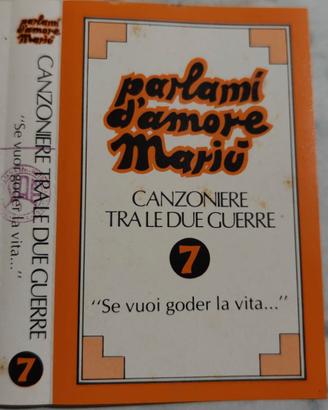 parlami
d'amore
Mariù
CANZONIERE TRA LE DUE GUERRE
"Se vuoi goder la vita..."
7
parlami
d'amore
Mariù
CANZONIERE
TRA LE DUE GUERRE
7
"Se vuoi goder la vita..."